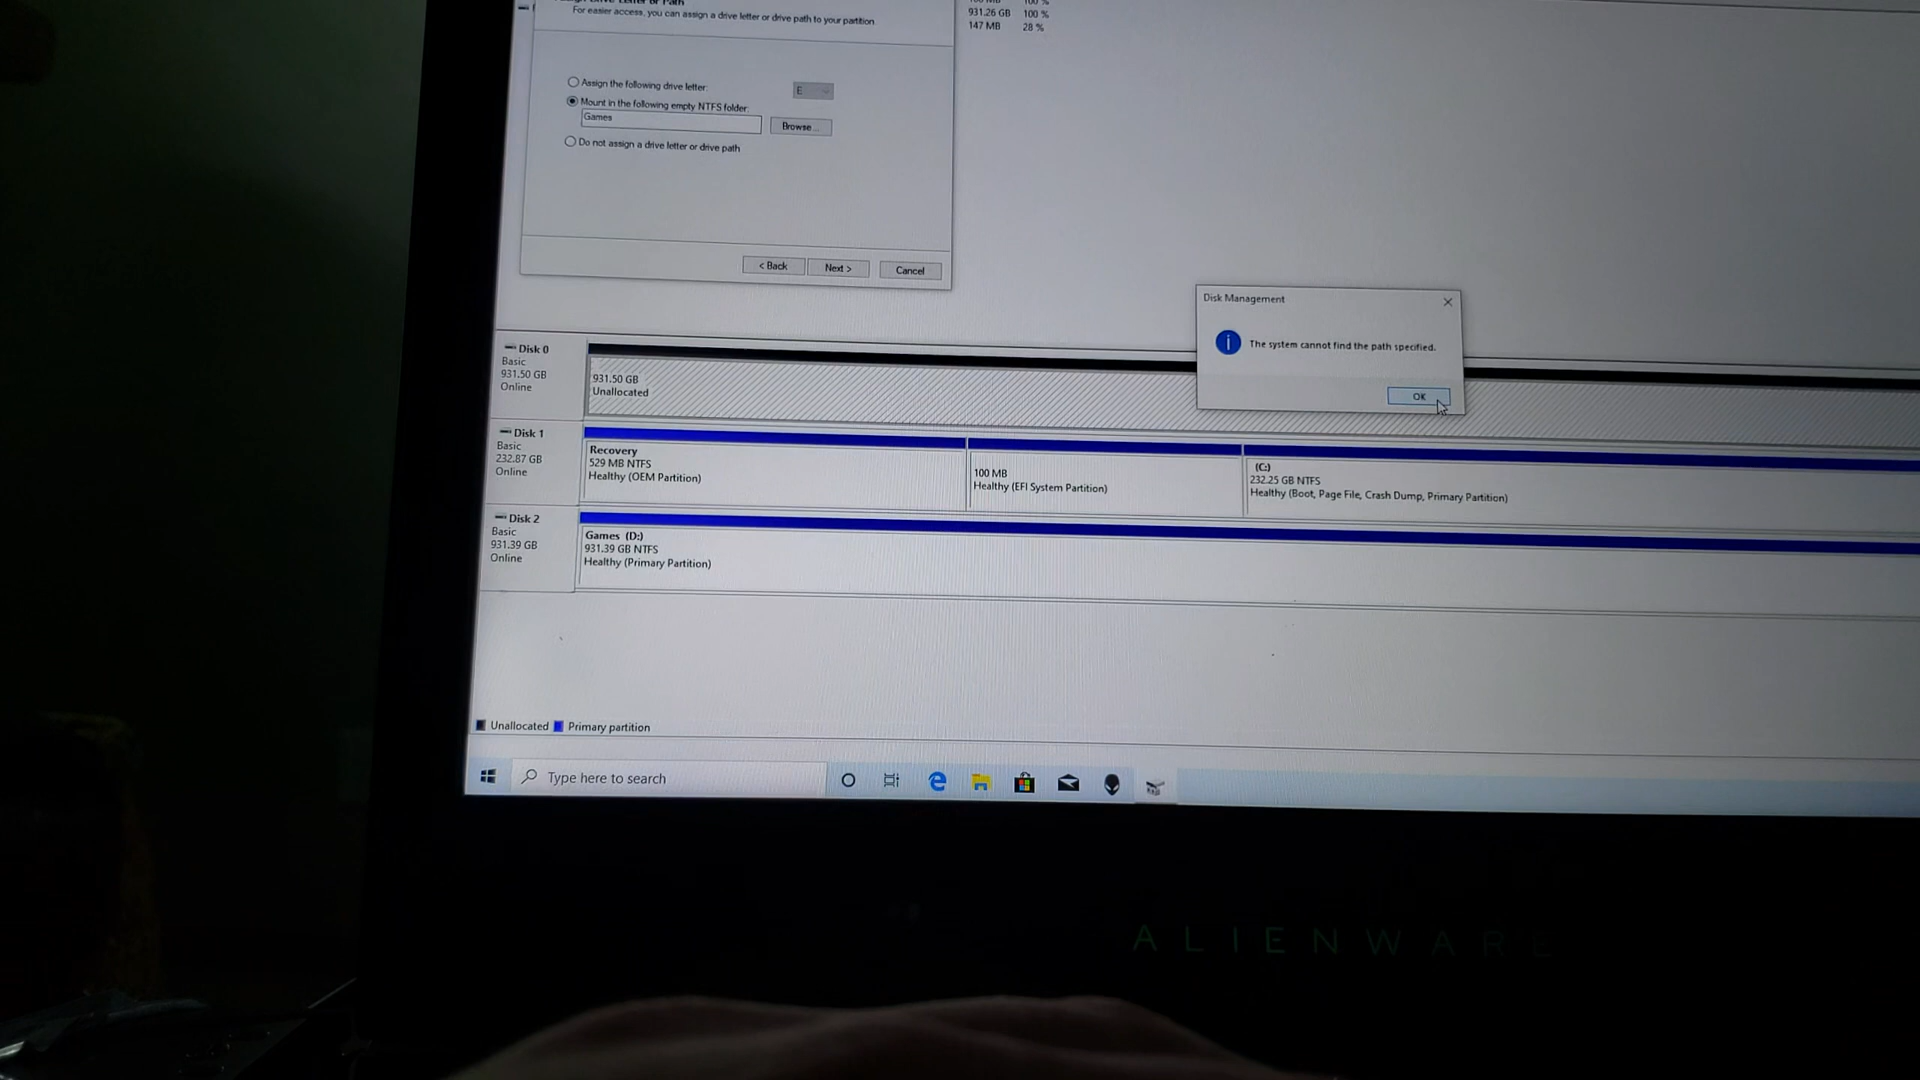 For easier access, you can assign a drive letter or drive path to your partition.
931.26 GB 100 %
147 MB 28 %
Assign the following drive letter: E
Mount in the following empty NTFS folder:
Games
Browse...
Do not assign a drive letter or drive path
< Back Next > Cancel
Disk Management
The system cannot find the path specified.
OK
Disk 0
Basic
931.50 GB
Online
931.50 GB
Unallocated
Disk 1
Basic
232.87 GB
Online
Recovery
529 MB NTFS
Healthy (OEM Partition)
100 MB
Healthy (EFI System Partition)
(C:)
232.25 GB NTFS
Healthy (Boot, Page File, Crash Dump, Primary Partition)
Disk 2
Basic
931.39 GB
Online
Games (D:)
931.39 GB NTFS
Healthy (Primary Partition)
Unallocated Primary partition
Type here to search
ALIENWARE